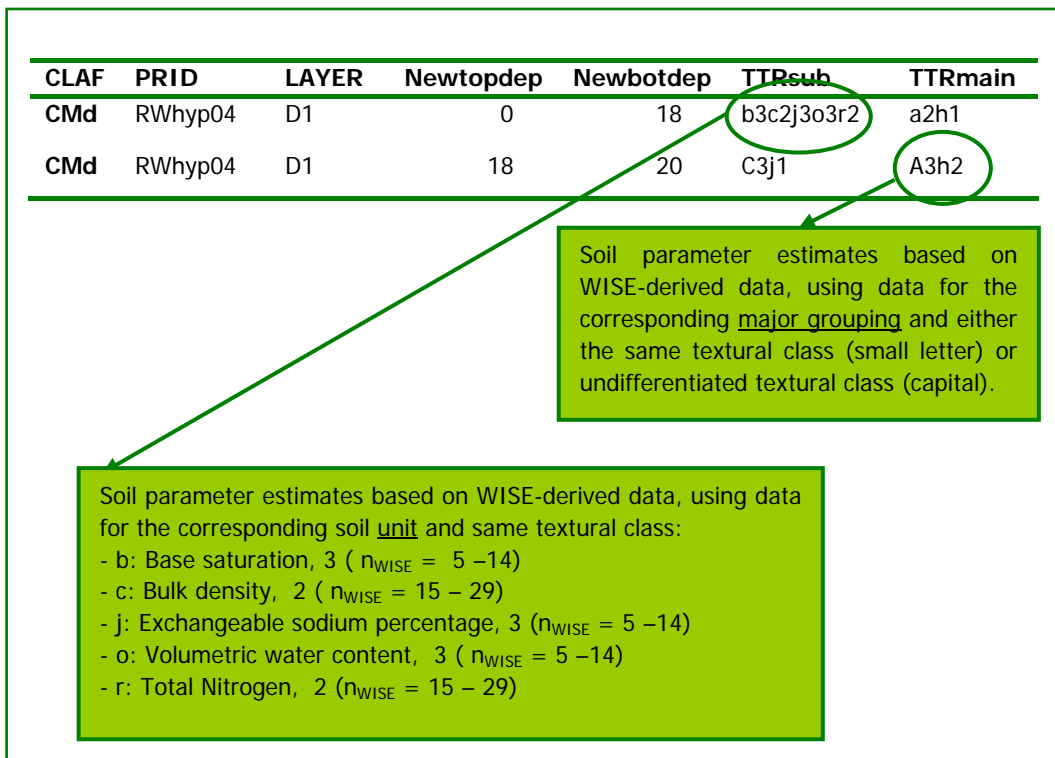 CLAF PRID LAYER Newtopdep Newbotdep TTRsub TTRmain
CMd RWhyp04 D1 0 18 b3c2j3o3r2 a2h1
CMd RWhyp04 D1 18 20 C3j1 A3h2
Soil parameter estimates based on
WISE-derived data, using data for the
corresponding major grouping and either
the same textural class (small letter) or
undifferentiated textural class (capital).
Soil parameter estimates based on WISE-derived data, using data
for the corresponding soil unit and same textural class:
- b: Base saturation, 3 ( nWISE = 5 –14)
- c: Bulk density, 2 ( nWISE = 15 – 29)
- j: Exchangeable sodium percentage, 3 (nWISE = 5 –14)
- o: Volumetric water content, 3 ( nWISE = 5 –14)
- r: Total Nitrogen, 2 (nWISE = 15 – 29)